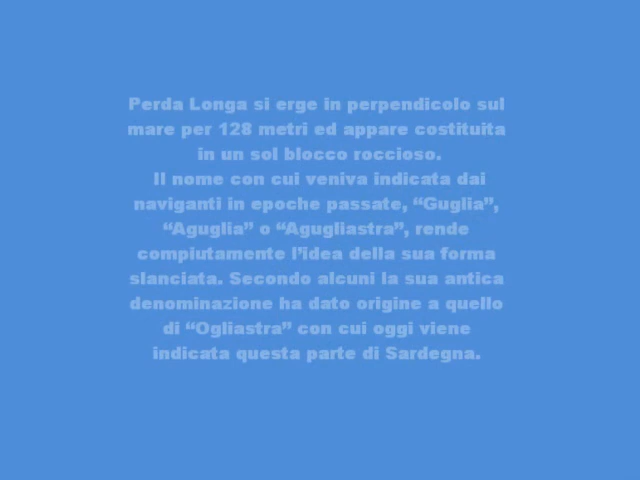 Perda Longa si erge in perpendicolo sul
mare per 128 metri ed appare costituita
in un sol blocco roccioso.
Il nome con cui veniva indicata dai
naviganti in epoche passate, “Guglia”,
“Aguglia” o “Agugliastra”, rende
compiutamente l’idea della sua forma
slanciata. Secondo alcuni la sua antica
denominazione ha dato origine a quello
di “Ogliastra” con cui oggi viene
indicata questa parte di Sardegna.